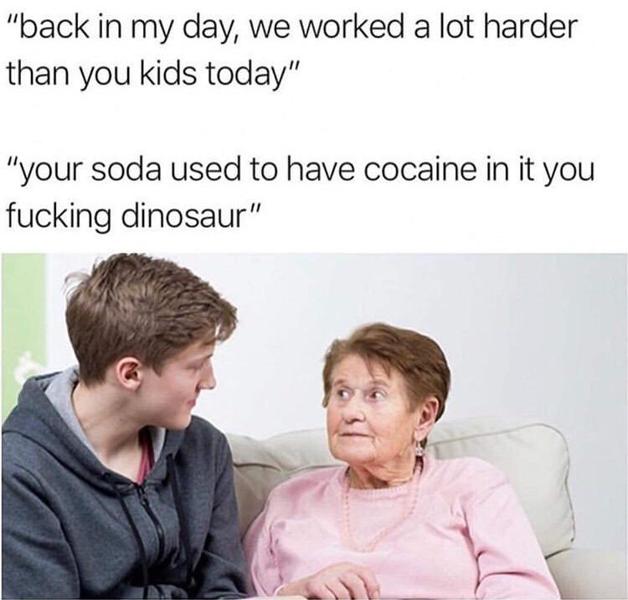 "back in my day, we worked a lot harder
than you kids today"
"your soda used to have cocaine in it you
fucking dinosaur"